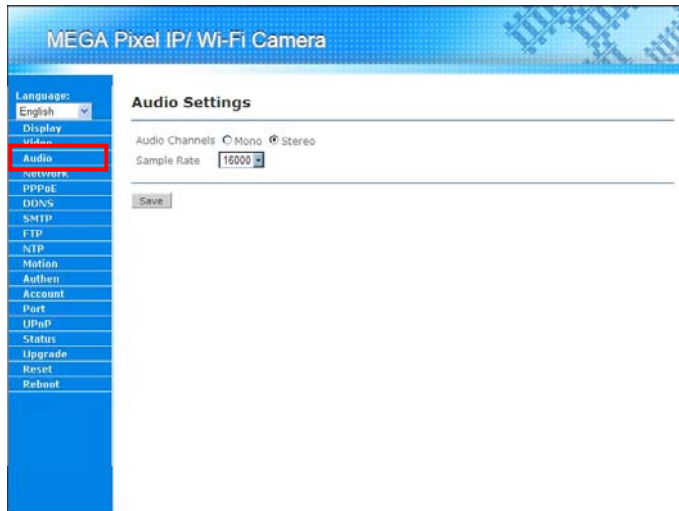 MEGA Pixel IP/ Wi-Fi Camera
Language:
English
Display
Video
Audio
Network
PPPoE
DDNS
SMTP
FTP
NTP
Motion
Authen
Account
Port
UPnP
Status
Upgrade
Reset
Reboot
Audio Settings
Audio Channels Mono Stereo
Sample Rate 16000
Save